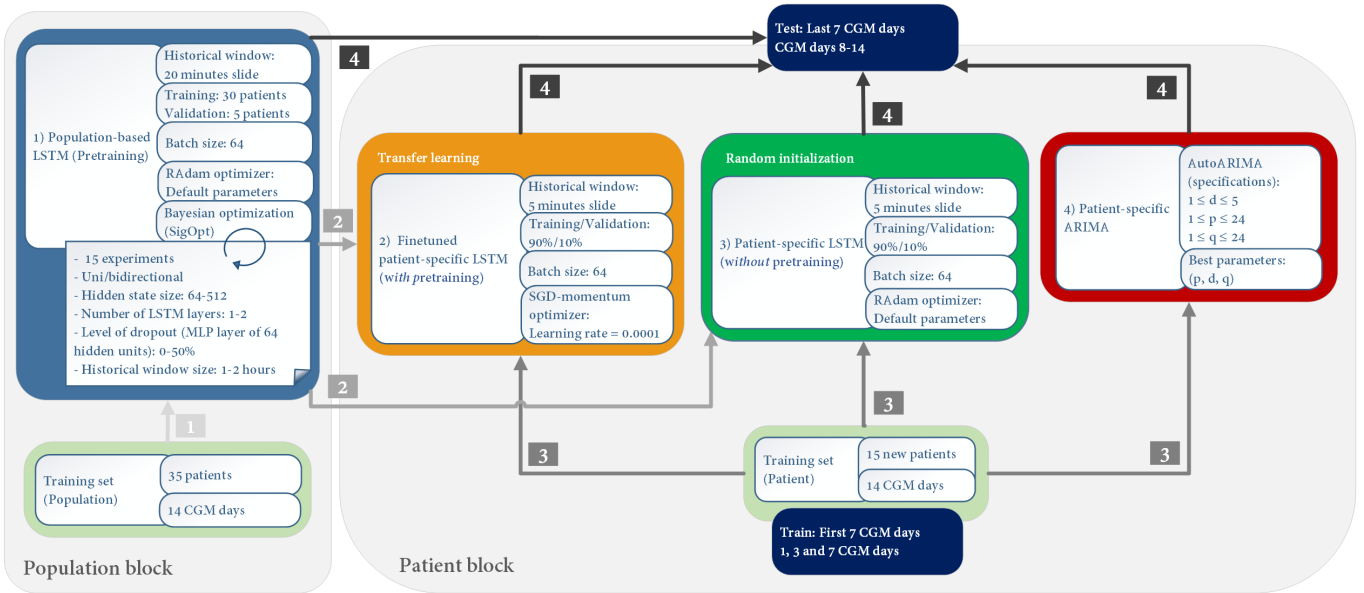 Test: Last 7 CGM days
CGM days 8-14
4
4
4
4
1) Population-based
LSTM (Pretraining)
Historical window:
20 minutes slide
Training: 30 patients
Validation: 5 patients
Batch size: 64
RAdam optimizer:
Default parameters
Bayesian optimization
(SigOpt)
- 15 experiments
- Uni/bidirectional
- Hidden state size: 64-512
- Number of LSTM layers: 1-2
- Level of dropout (MLP layer of 64
hidden units): 0-50%
- Historical window size: 1-2 hours
2
2
Transfer learning
2) Finetuned
patient-specific LSTM
(with pretraining)
Historical window:
5 minutes slide
Training/Validation:
90%/10%
Batch size: 64
SGD-momentum
optimizer:
Learning rate = 0.0001
Random initialization
3) Patient-specific LSTM
(without pretraining)
Historical window:
5 minutes slide
Training/Validation:
90%/10%
Batch size: 64
RAdam optimizer:
Default parameters
4) Patient-specific
ARIMA
AutoARIMA
(specifications):
1 ≤ d ≤ 5
1 ≤ p ≤ 24
1 ≤ q ≤ 24
Best parameters:
(p, d, q)
1
3
3
3
Training set
(Population)
35 patients
14 CGM days
Training set
(Patient)
15 new patients
14 CGM days
Train: First 7 CGM days
1, 3 and 7 CGM days
Population block
Patient block